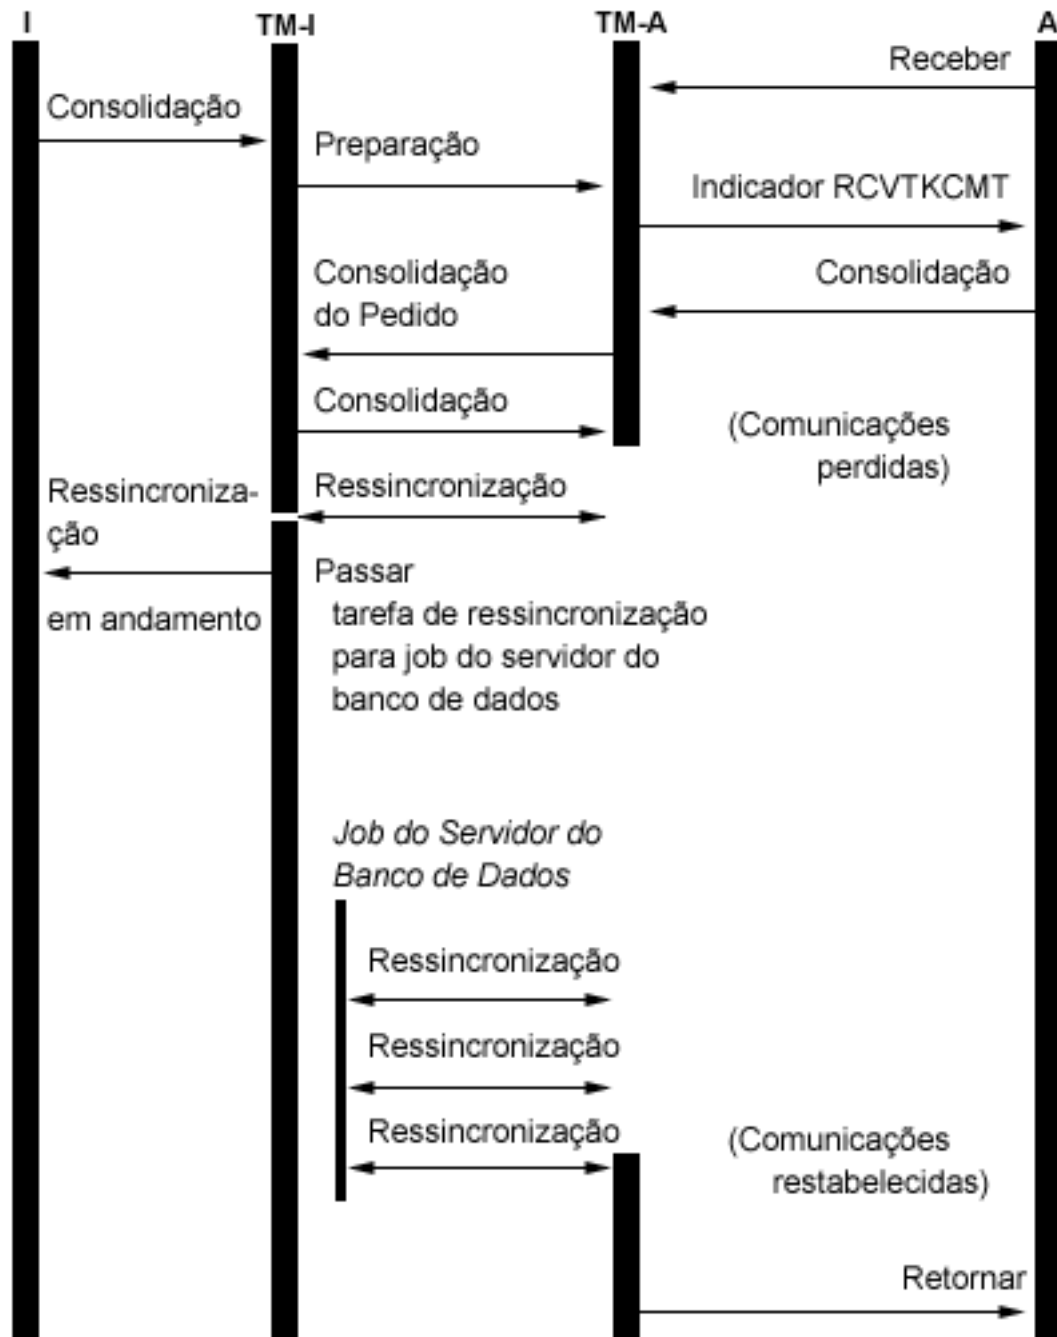 I
TM-I
TM-A
A
Receber
Consolidação
Preparação
Indicador RCVTKCMT
Consolidação
do Pedido
Consolidação
Consolidação
(Comunicações
perdidas)
Ressincroniza-
ção
Ressincronização
em andamento
Passar
tarefa de ressincronização
para job do servidor do
banco de dados
Job do Servidor do
Banco de Dados
Ressincronização
Ressincronização
Ressincronização
(Comunicações
restabelecidas)
Retornar